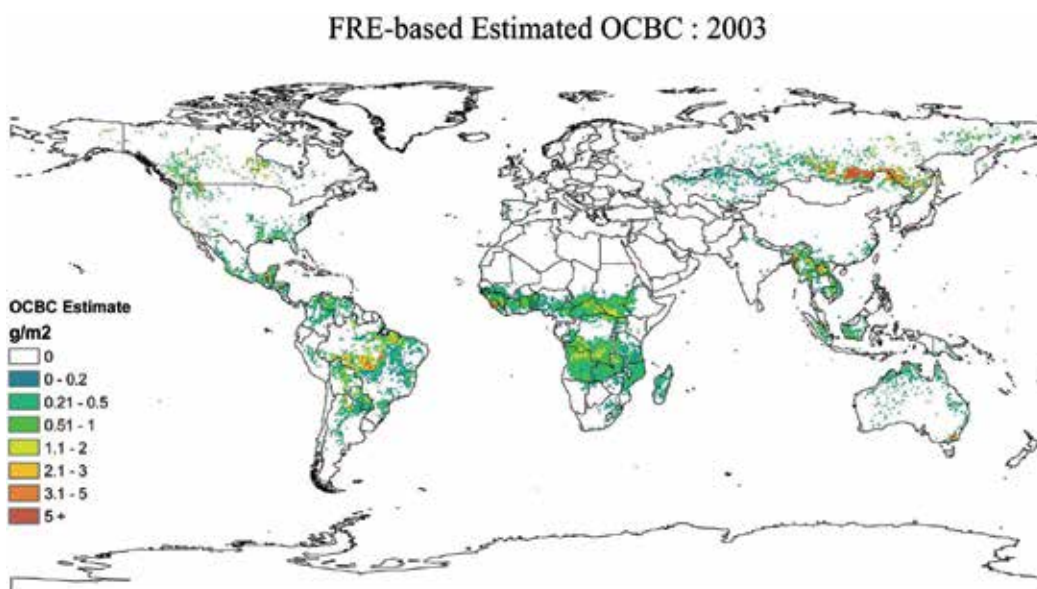 FRE-based Estimated OCBC : 2003
OCBC Estimate
g/m2
0
0 - 0.2
0.21 - 0.5
0.51 - 1
1.1 - 2
2.1 - 3
3.1 - 5
5 +